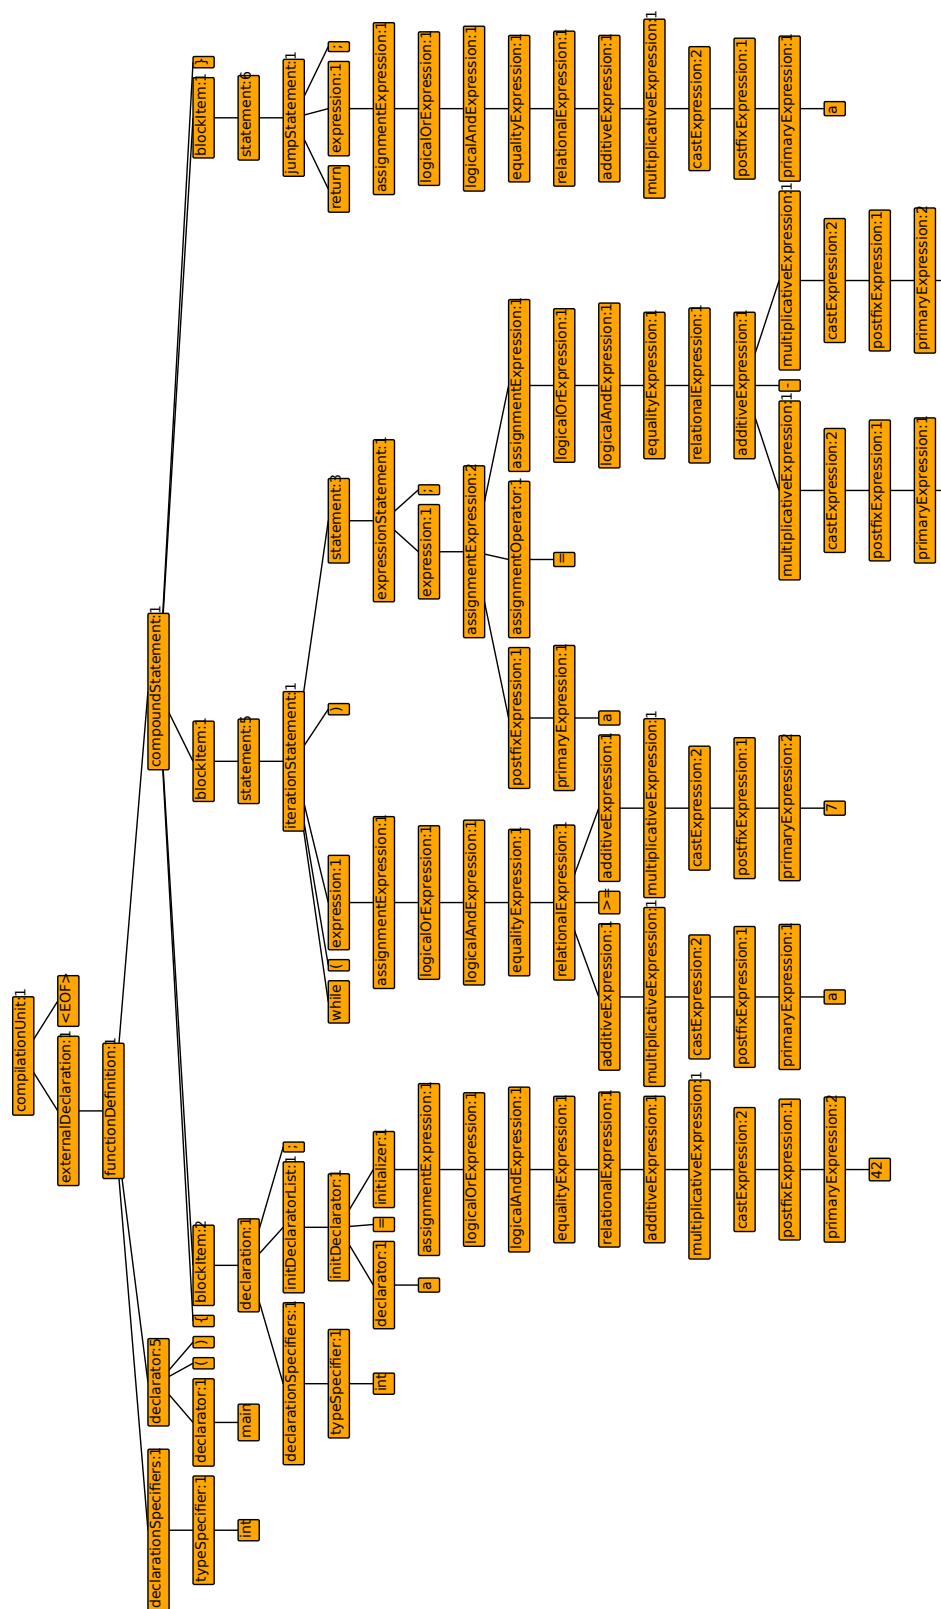 compilationUnit:1
externalDeclaration:1 <EOF>
functionDefinition:1
declarationSpecifiers:1 declarator:5 compoundStatement:1
typeSpecifier:1 declarator:1 ( ) { blockItem:2 blockItem:1 blockItem:1 }
int main declaration:1 statement:5 statement:6
declarationSpecifiers:1 initDeclaratorList:1 ; iterationStatement:1 jumpStatement:1
typeSpecifier:1 initDeclarator:1 while ( expression:1 ) statement:3 return expression:1 ;
int declarator:1 = initializer:1 assignmentExpression:1 expressionStatement:1 assignmentExpression:1
a assignmentExpression:1 logicalOrExpression:1 expression:1 ; logicalOrExpression:1
logicalOrExpression:1 logicalAndExpression:1 assignmentExpression:2 logicalAndExpression:1
logicalAndExpression:1 equalityExpression:1 postfixExpression:1 assignmentOperator:1 assignmentExpression:1 equalityExpression:1
equalityExpression:1 relationalExpression:1 primaryExpression:1 = logicalOrExpression:1 relationalExpression:1
relationalExpression:1 additiveExpression:1 >= additiveExpression:1 a logicalAndExpression:1 additiveExpression:1
additiveExpression:1 multiplicativeExpression:1 multiplicativeExpression:1 equalityExpression:1 multiplicativeExpression:1
multiplicativeExpression:1 castExpression:2 castExpression:2 relationalExpression:1 castExpression:2
castExpression:2 postfixExpression:1 postfixExpression:1 additiveExpression:1 postfixExpression:1
postfixExpression:1 primaryExpression:1 primaryExpression:2 multiplicativeExpression:1 - multiplicativeExpression:1 primaryExpression:1
primaryExpression:2 a 7 castExpression:2 castExpression:2 a
42 postfixExpression:1 postfixExpression:1
primaryExpression:1 primaryExpression:2